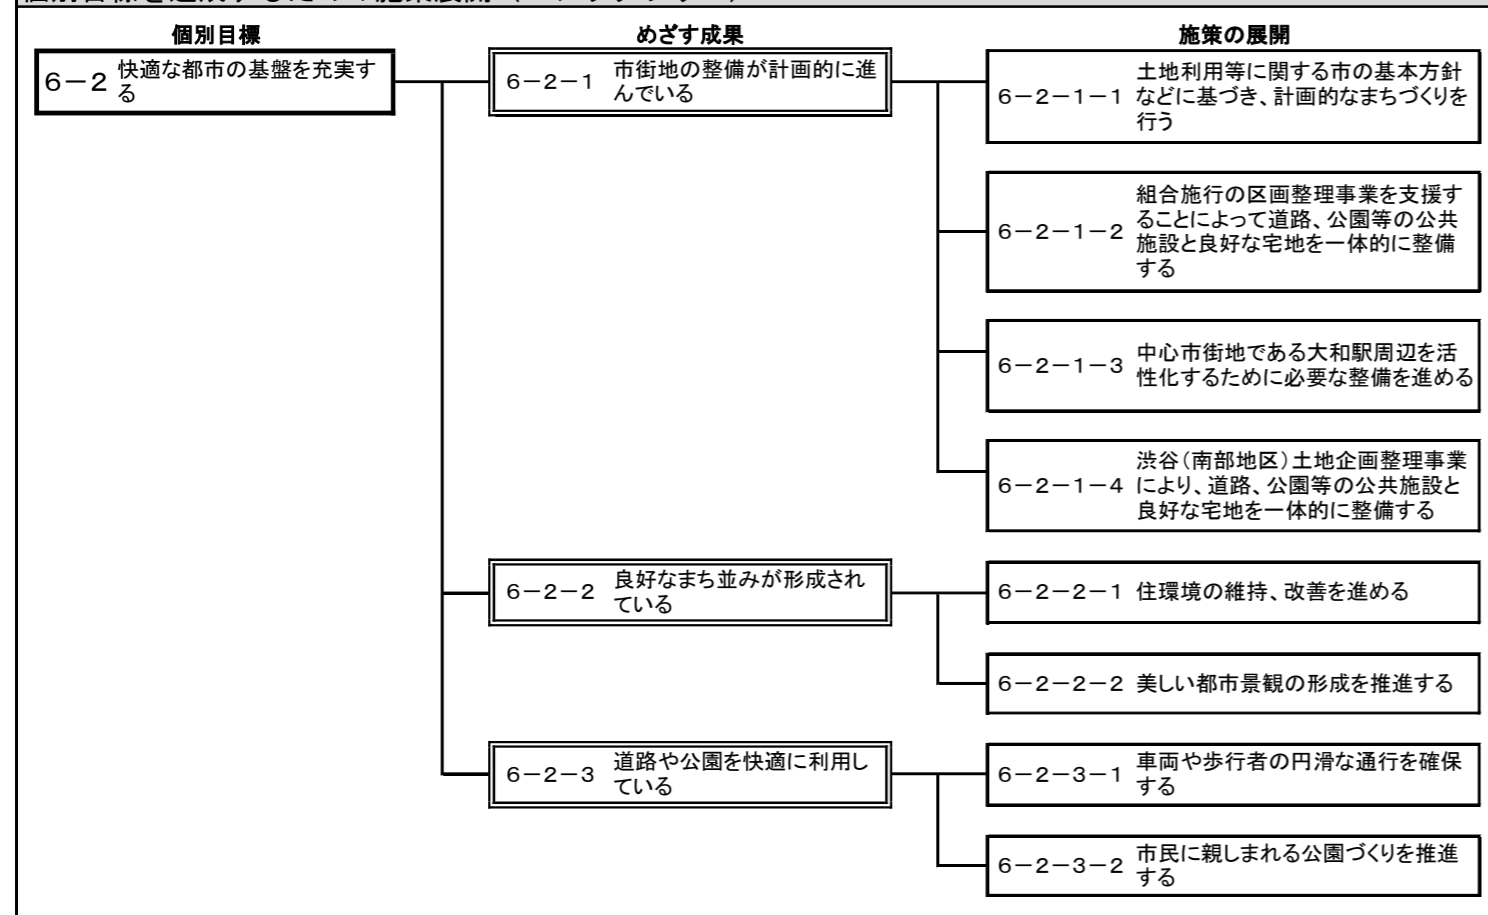 個別目標
めざす成果
施策の展開
6－2 快適な都市の基盤を充実す
る
6－2－1 市街地の整備が計画的に進
んでいる
6－2－1－1 土地利用等に関する市の基本方針
などに基づき、計画的なまちづくりを
行う
6－2－1－2 組合施行の区画整理事業を支援す
ることによって道路、公園等の公共
施設と良好な宅地を一体的に整備
する
6－2－1－3 中心市街地である大和駅周辺を活
性化するために必要な整備を進める
6－2－1－4 渋谷（南部地区）土地企画整理事業
により、道路、公園等の公共施設と
良好な宅地を一体的に整備する
6－2－2 良好なまち並みが形成され
ている
6－2－2－1 住環境の維持、改善を進める
6－2－2－2 美しい都市景観の形成を推進する
6－2－3 道路や公園を快適に利用し
ている
6－2－3－1 車両や歩行者の円滑な通行を確保
する
6－2－3－2 市民に親しまれる公園づくりを推進
する